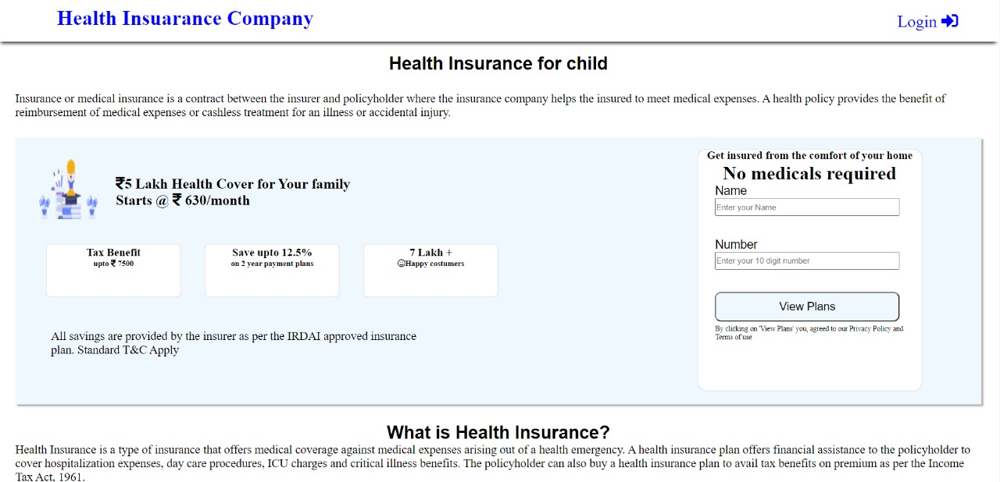 Health Insuarance Company
Login
Health Insurance for child
Insurance or medical insurance is a contract between the insurer and policyholder where the insurance company helps the insured to meet medical expenses. A health policy provides the benefit of
reimbursement of medical expenses or cashless treatment for an illness or accidental injury.
₹5 Lakh Health Cover for Your family
Starts @ ₹ 630/month
Tax Benefit
upto ₹ 7500
Save upto 12.5%
on 2 year payment plans
7 Lakh +
Happy costumers
All savings are provided by the insurer as per the IRDAI approved insurance
plan. Standard T&C Apply
Get insured from the comfort of your home
No medicals required
Name
Enter your Name
Number
Enter your 10 digit number
View Plans
By clicking on 'View Plans' you, agreed to our Privacy Policy and
Terms of use
What is Health Insurance?
Health Insurance is a type of insurance that offers medical coverage against medical expenses arising out of a health emergency. A health insurance plan offers financial assistance to the policyholder to
cover hospitalization expenses, day care procedures, ICU charges and critical illness benefits. The policyholder can also buy a health insurance plan to avail tax benefits on premium as per the Income
Tax Act, 1961.